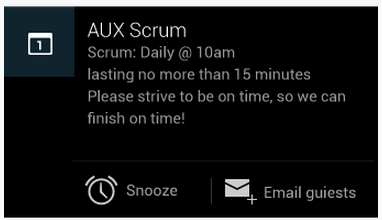 AUX Scrum
1
Scrum: Daily @ 10am
lasting no more than 15 minutes
Please strive to be on time, so we can
finish on time!
Snooze
Email guiests